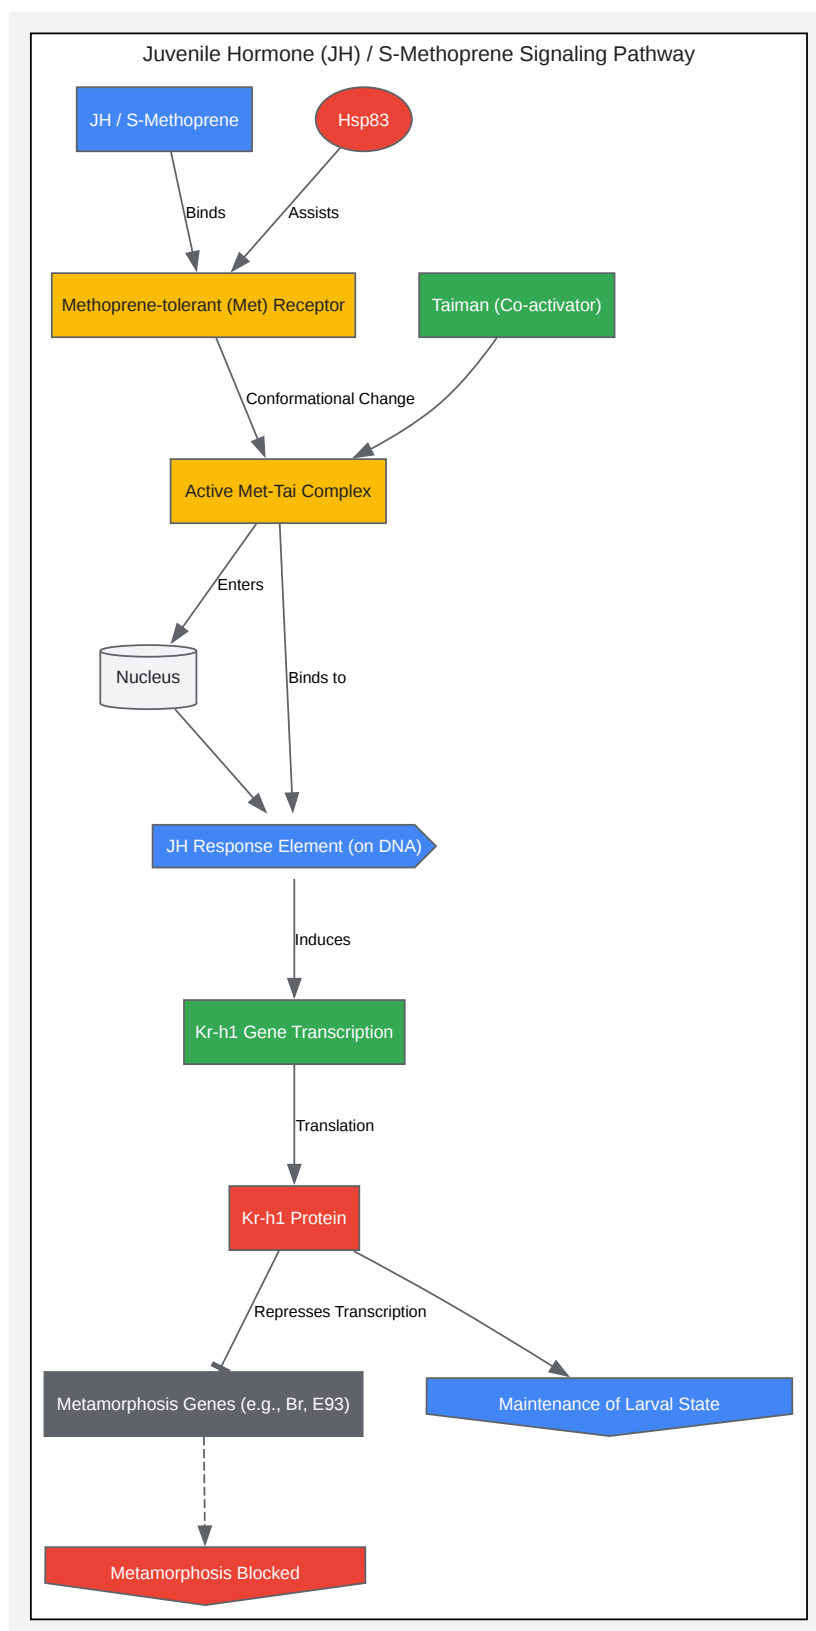 Juvenile Hormone (JH) / S-Methoprene Signaling Pathway
JH / S-Methoprene
Hsp83
Binds
Assists
Methoprene-tolerant (Met) Receptor
Taiman (Co-activator)
Conformational Change
Active Met-Tai Complex
Enters
Nucleus
Binds to
JH Response Element (on DNA)
Induces
Kr-h1 Gene Transcription
Translation
Kr-h1 Protein
Represses Transcription
Metamorphosis Genes (e.g., Br, E93)
Maintenance of Larval State
Metamorphosis Blocked